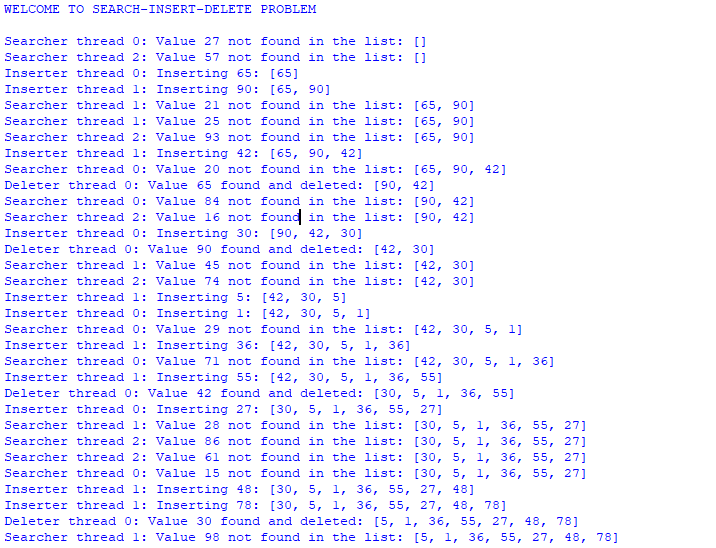 WELCOME TO SEARCH-INSERT-DELETE PROBLEM
Searcher thread 0: Value 27 not found in the list: []
Searcher thread 2: Value 57 not found in the list: []
Inserter thread 0: Inserting 65: [65]
Inserter thread 1: Inserting 90: [65, 90]
Searcher thread 1: Value 21 not found in the list: [65, 90]
Searcher thread 1: Value 25 not found in the list: [65, 90]
Searcher thread 2: Value 93 not found in the list: [65, 90]
Inserter thread 1: Inserting 42: [65, 90, 42]
Searcher thread 0: Value 20 not found in the list: [65, 90, 42]
Deleter thread 0: Value 65 found and deleted: [90, 42]
Searcher thread 0: Value 84 not found in the list: [90, 42]
Searcher thread 2: Value 16 not found in the list: [90, 42]
Inserter thread 0: Inserting 30: [90, 42, 30]
Deleter thread 0: Value 90 found and deleted: [42, 30]
Searcher thread 1: Value 45 not found in the list: [42, 30]
Searcher thread 2: Value 74 not found in the list: [42, 30]
Inserter thread 1: Inserting 5: [42, 30, 5]
Inserter thread 0: Inserting 1: [42, 30, 5, 1]
Searcher thread 0: Value 29 not found in the list: [42, 30, 5, 1]
Inserter thread 1: Inserting 36: [42, 30, 5, 1, 36]
Searcher thread 0: Value 71 not found in the list: [42, 30, 5, 1, 36]
Inserter thread 1: Inserting 55: [42, 30, 5, 1, 36, 55]
Deleter thread 0: Value 42 found and deleted: [30, 5, 1, 36, 55]
Inserter thread 0: Inserting 27: [30, 5, 1, 36, 55, 27]
Searcher thread 1: Value 28 not found in the list: [30, 5, 1, 36, 55, 27]
Searcher thread 2: Value 86 not found in the list: [30, 5, 1, 36, 55, 27]
Searcher thread 2: Value 61 not found in the list: [30, 5, 1, 36, 55, 27]
Searcher thread 0: Value 15 not found in the list: [30, 5, 1, 36, 55, 27]
Inserter thread 1: Inserting 48: [30, 5, 1, 36, 55, 27, 48]
Inserter thread 1: Inserting 78: [30, 5, 1, 36, 55, 27, 48, 78]
Deleter thread 0: Value 30 found and deleted: [5, 1, 36, 55, 27, 48, 78]
Searcher thread 1: Value 98 not found in the list: [5, 1, 36, 55, 27, 48, 78]